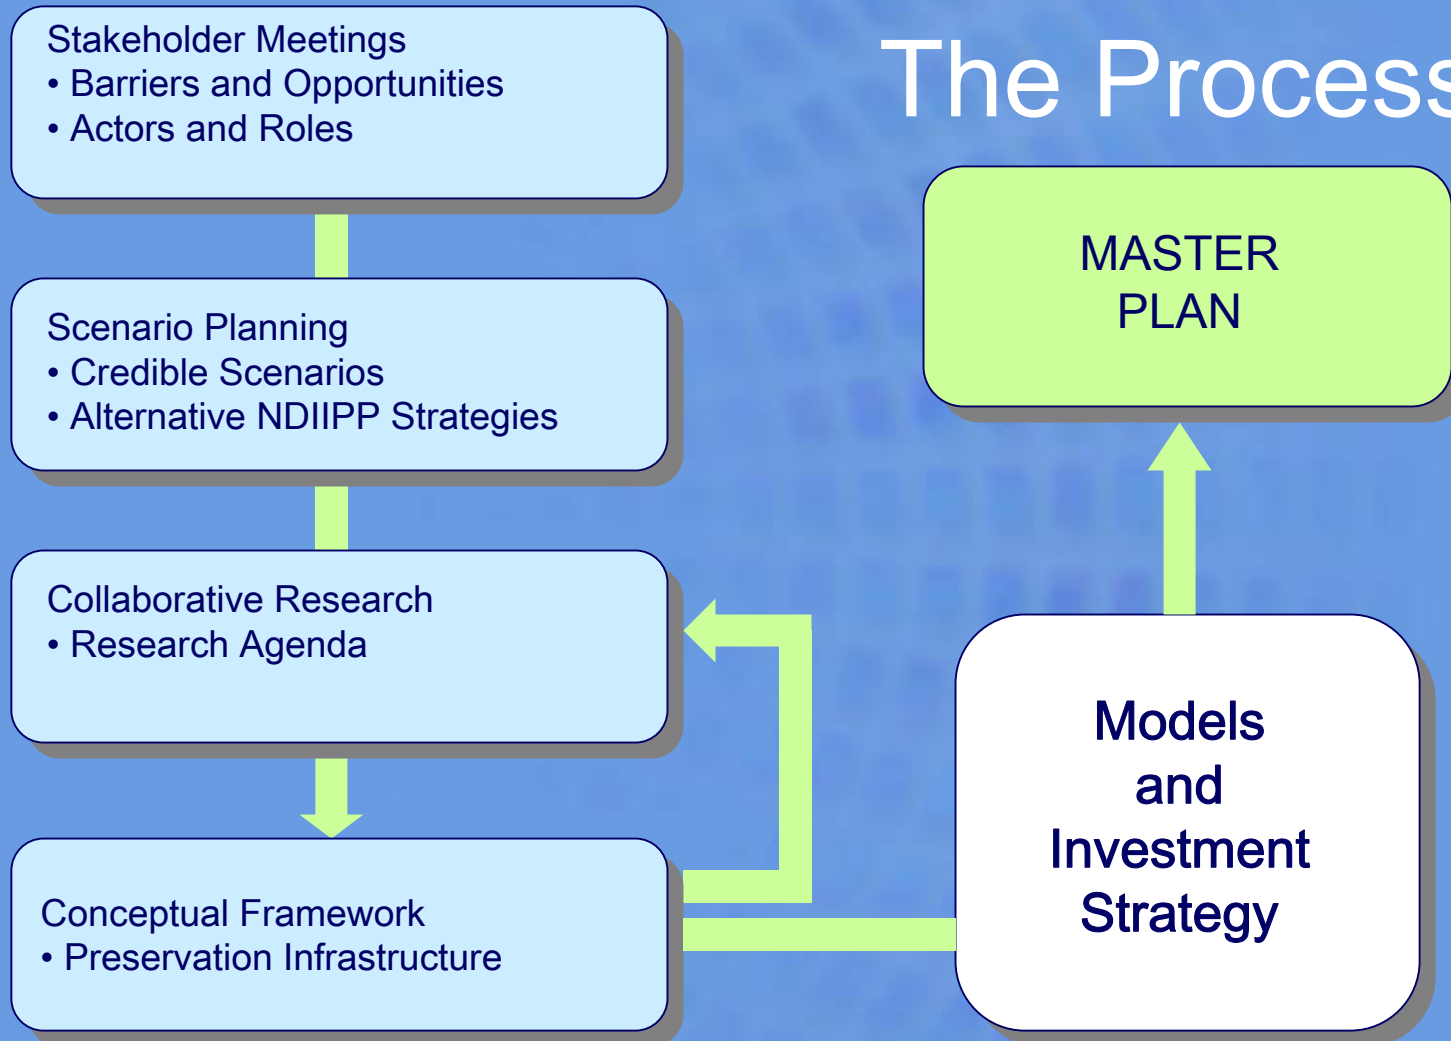 The Process
Stakeholder Meetings
• Barriers and Opportunities
• Actors and Roles
Scenario Planning
• Credible Scenarios
• Alternative NDIIPP Strategies
Collaborative Research
• Research Agenda
Conceptual Framework
• Preservation Infrastructure
Models
and
Investment
Strategy
MASTER
PLAN